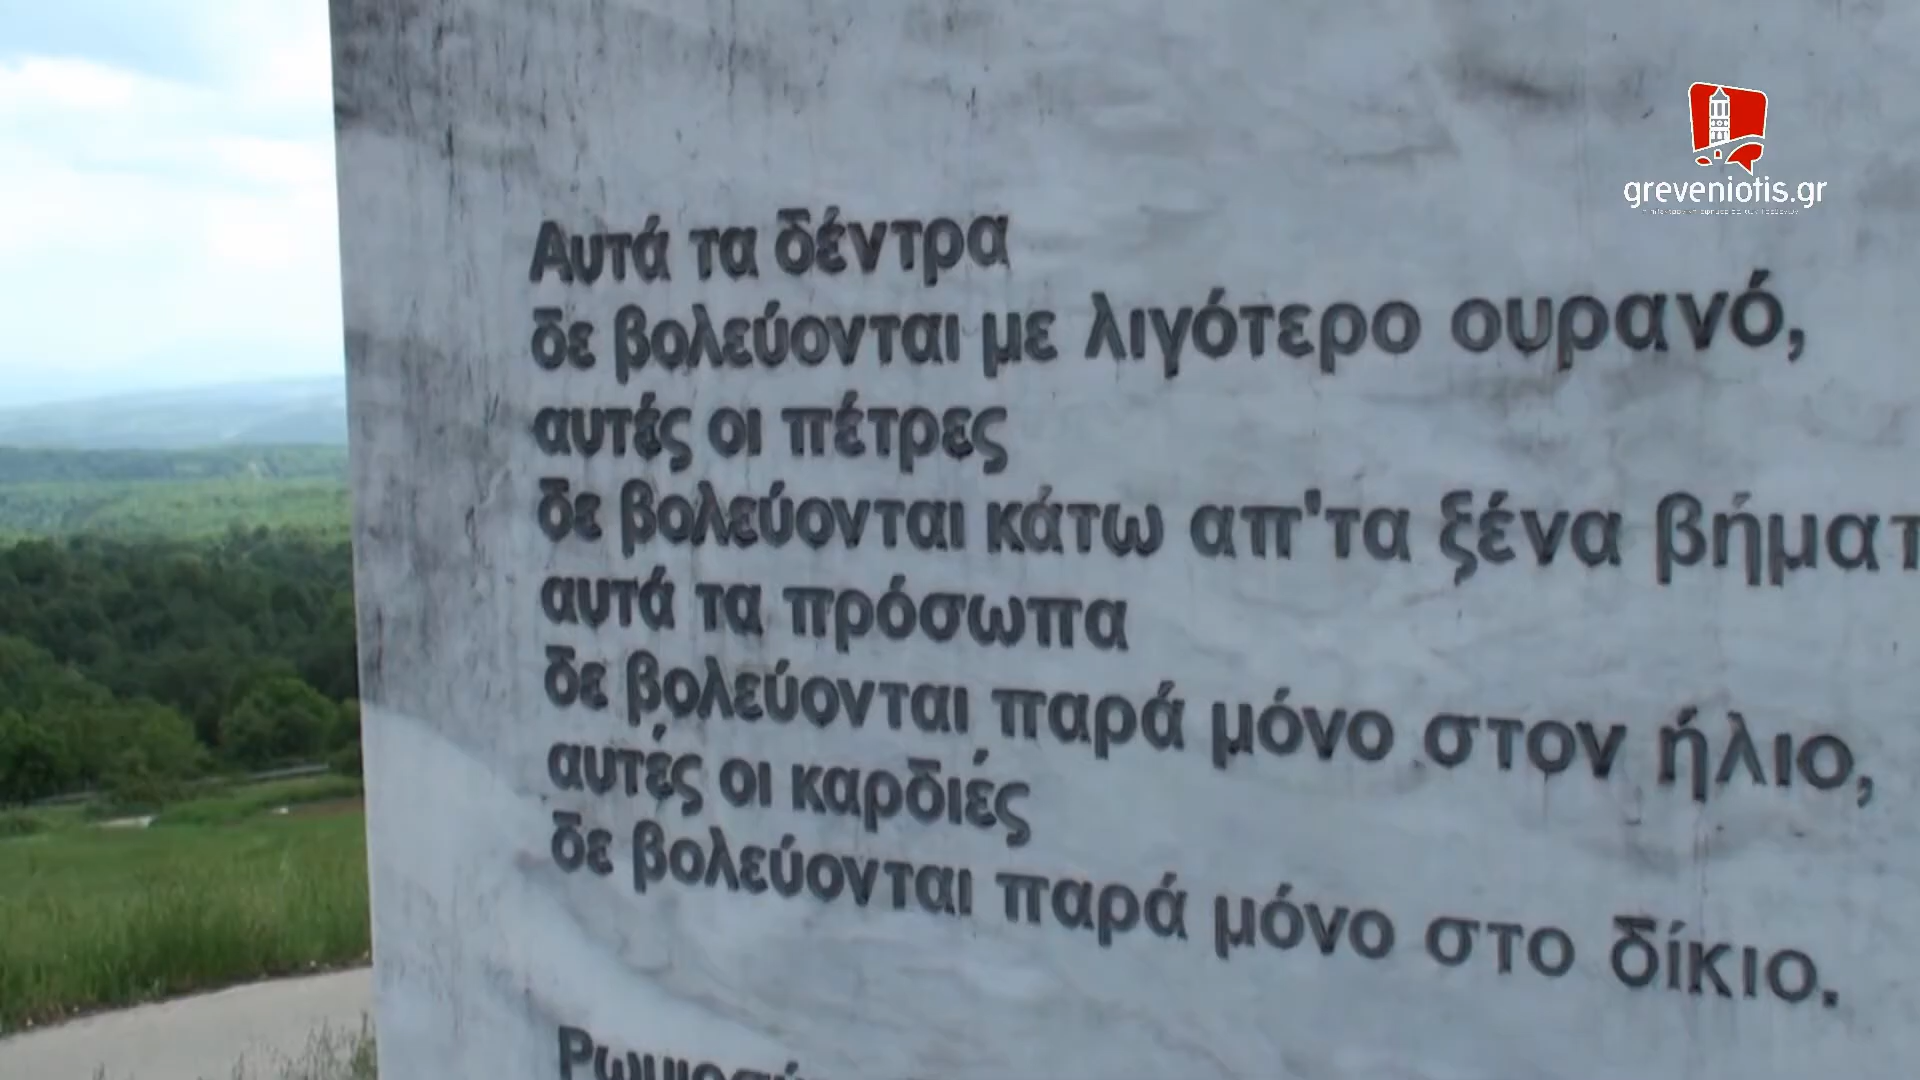 greveniotis.gr
Αυτά τα δέντρα
δε βολεύονται με λιγότερο ουρανό,
αυτές οι πέτρες
δε βολεύονται κάτω απ'τα ξένα βήματ
αυτά τα πρόσωπα
δε βολεύονται παρά μόνο στον ήλιο,
αυτές οι καρδιές
δε βολεύονται παρά μόνο στο δίκιο.